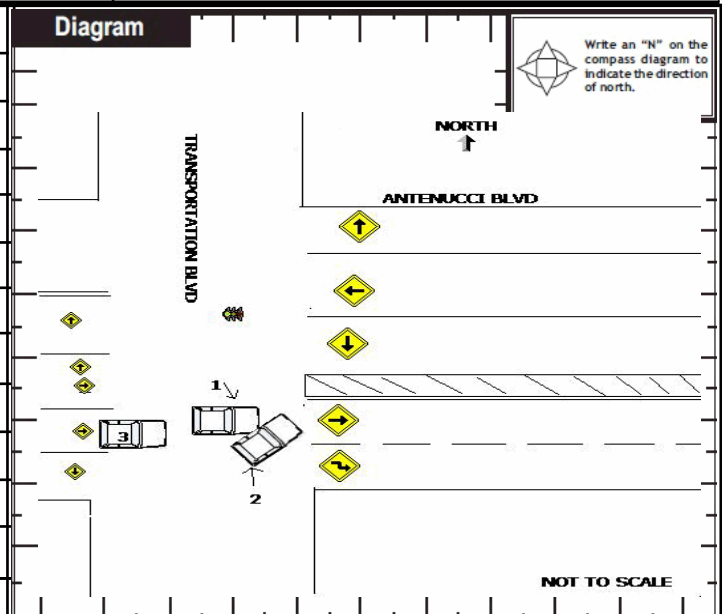 Diagram
Write an “N” on the
compass diagram to
indicate the direction
of north.
NORTH
TRANSPORTATION BLVD
ANTENUCCI BLVD
1
3
2
NOT TO SCALE